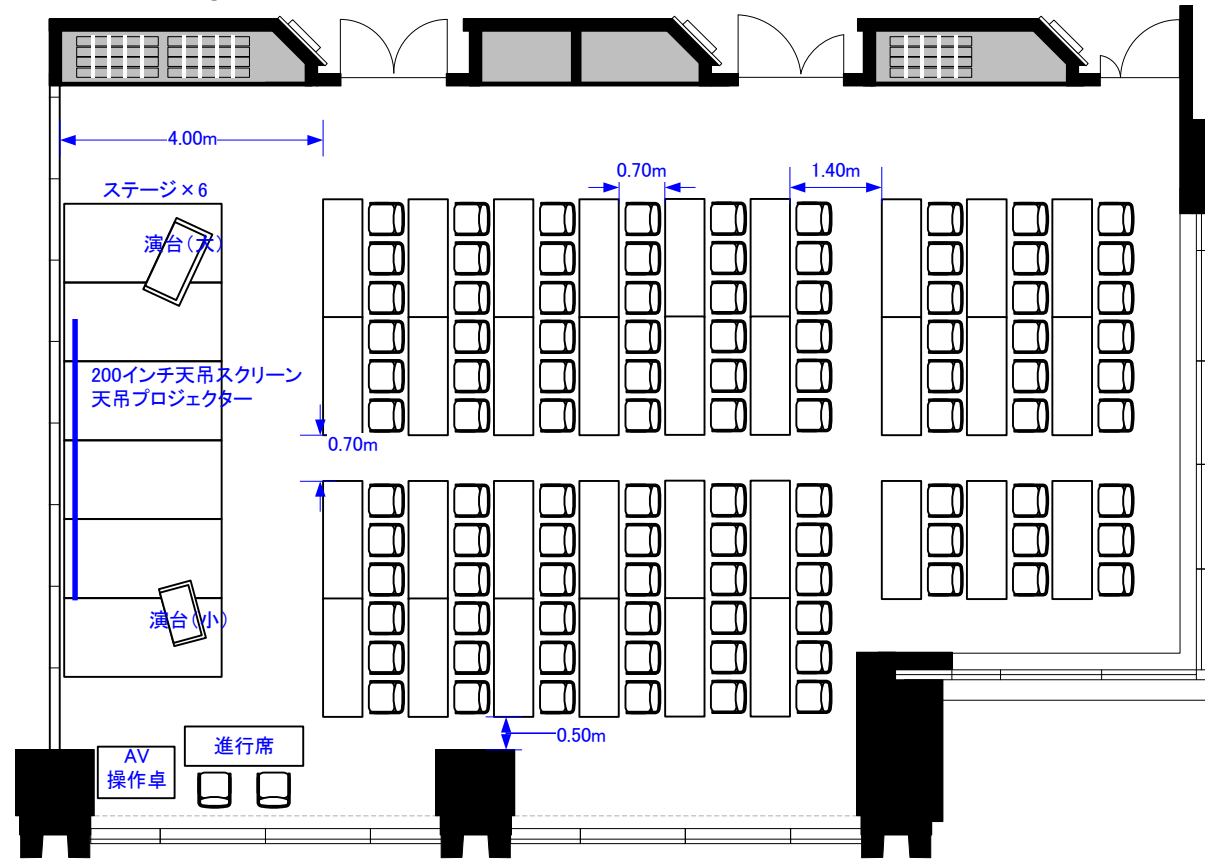 4.00m
0.70m
1.40m
ステージ×6
演台(大)
200インチ天吊スクリーン
天吊プロジェクター
0.70m
演台(小)
0.50m
進行席
AV
操作卓